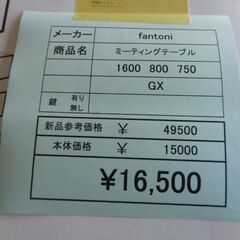 メーカー fantoni
商品名 ミーティングテーブル
1600 800 750
GX
鍵 有り 無し
新品参考価格 ¥ 49500
本体価格 ¥ 15000
¥16,500